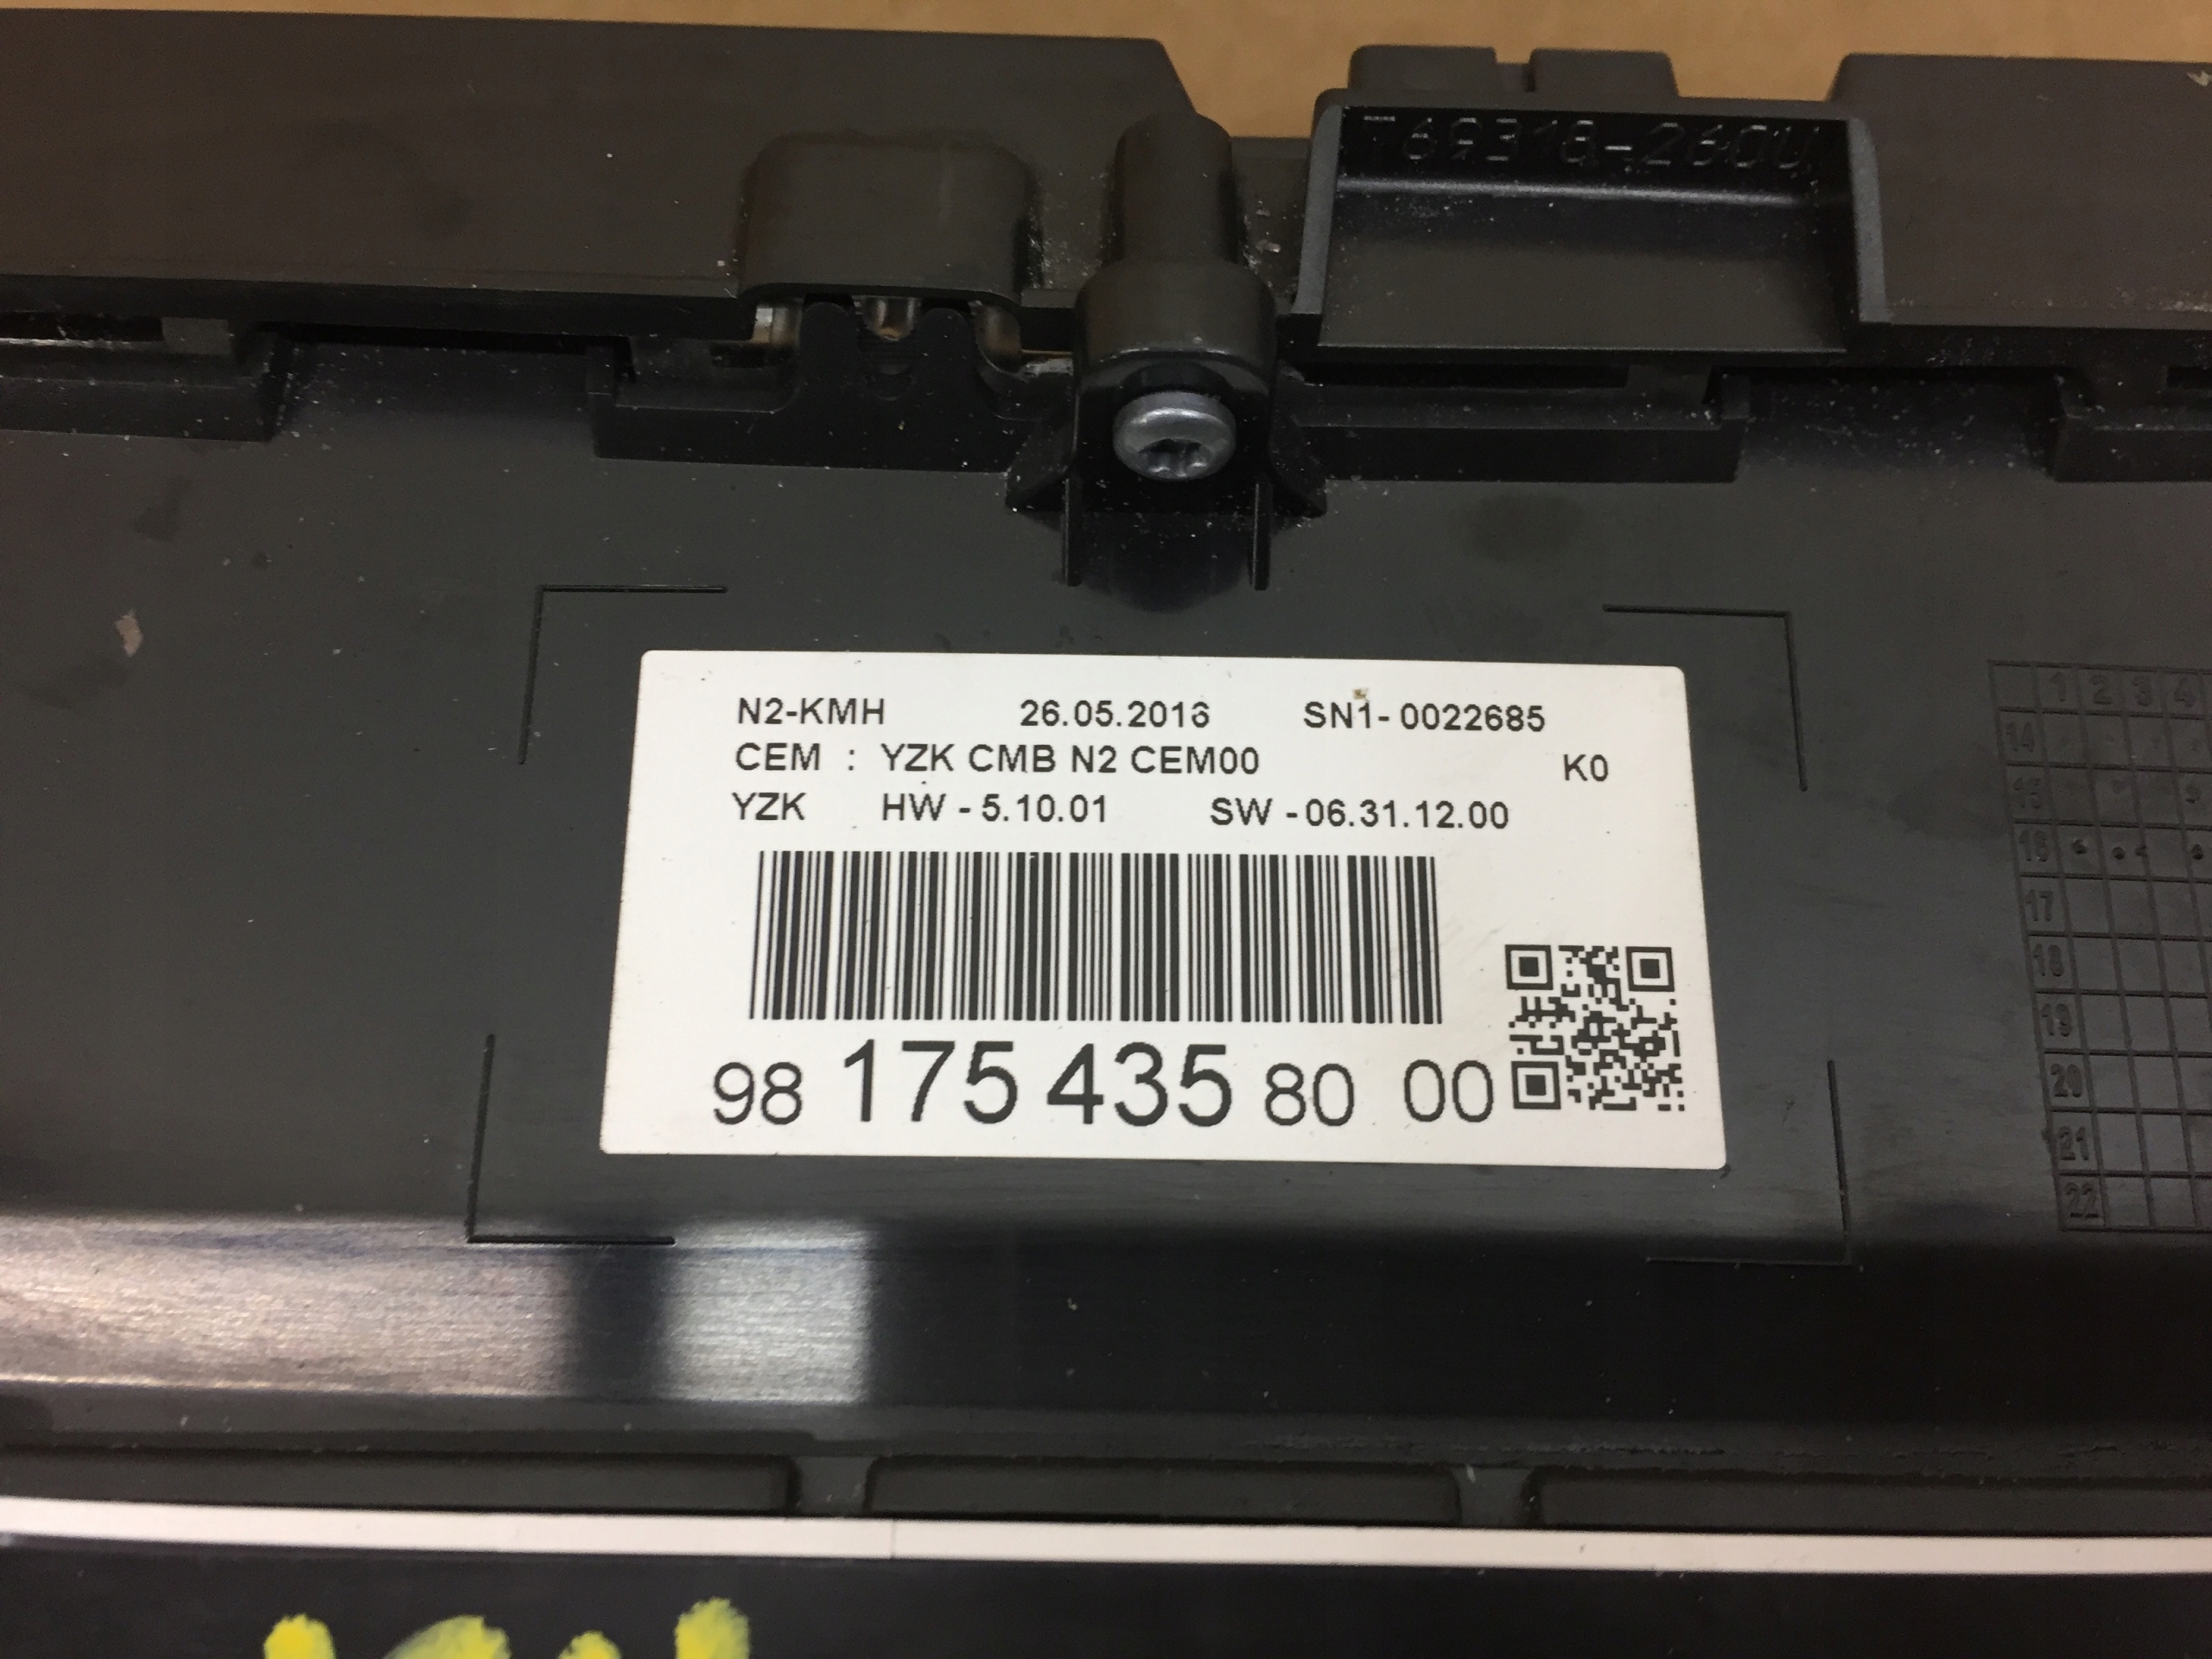 T69318-260U
N2-KMH 26.05.2016 SN1-0022685
CEM : YZK CMB N2 CEM00 K0
YZK HW - 5.10.01 SW - 06.31.12.00
98 175 435 80 00
1 2 3 4
14
15
16
17
18
19
20
21
22